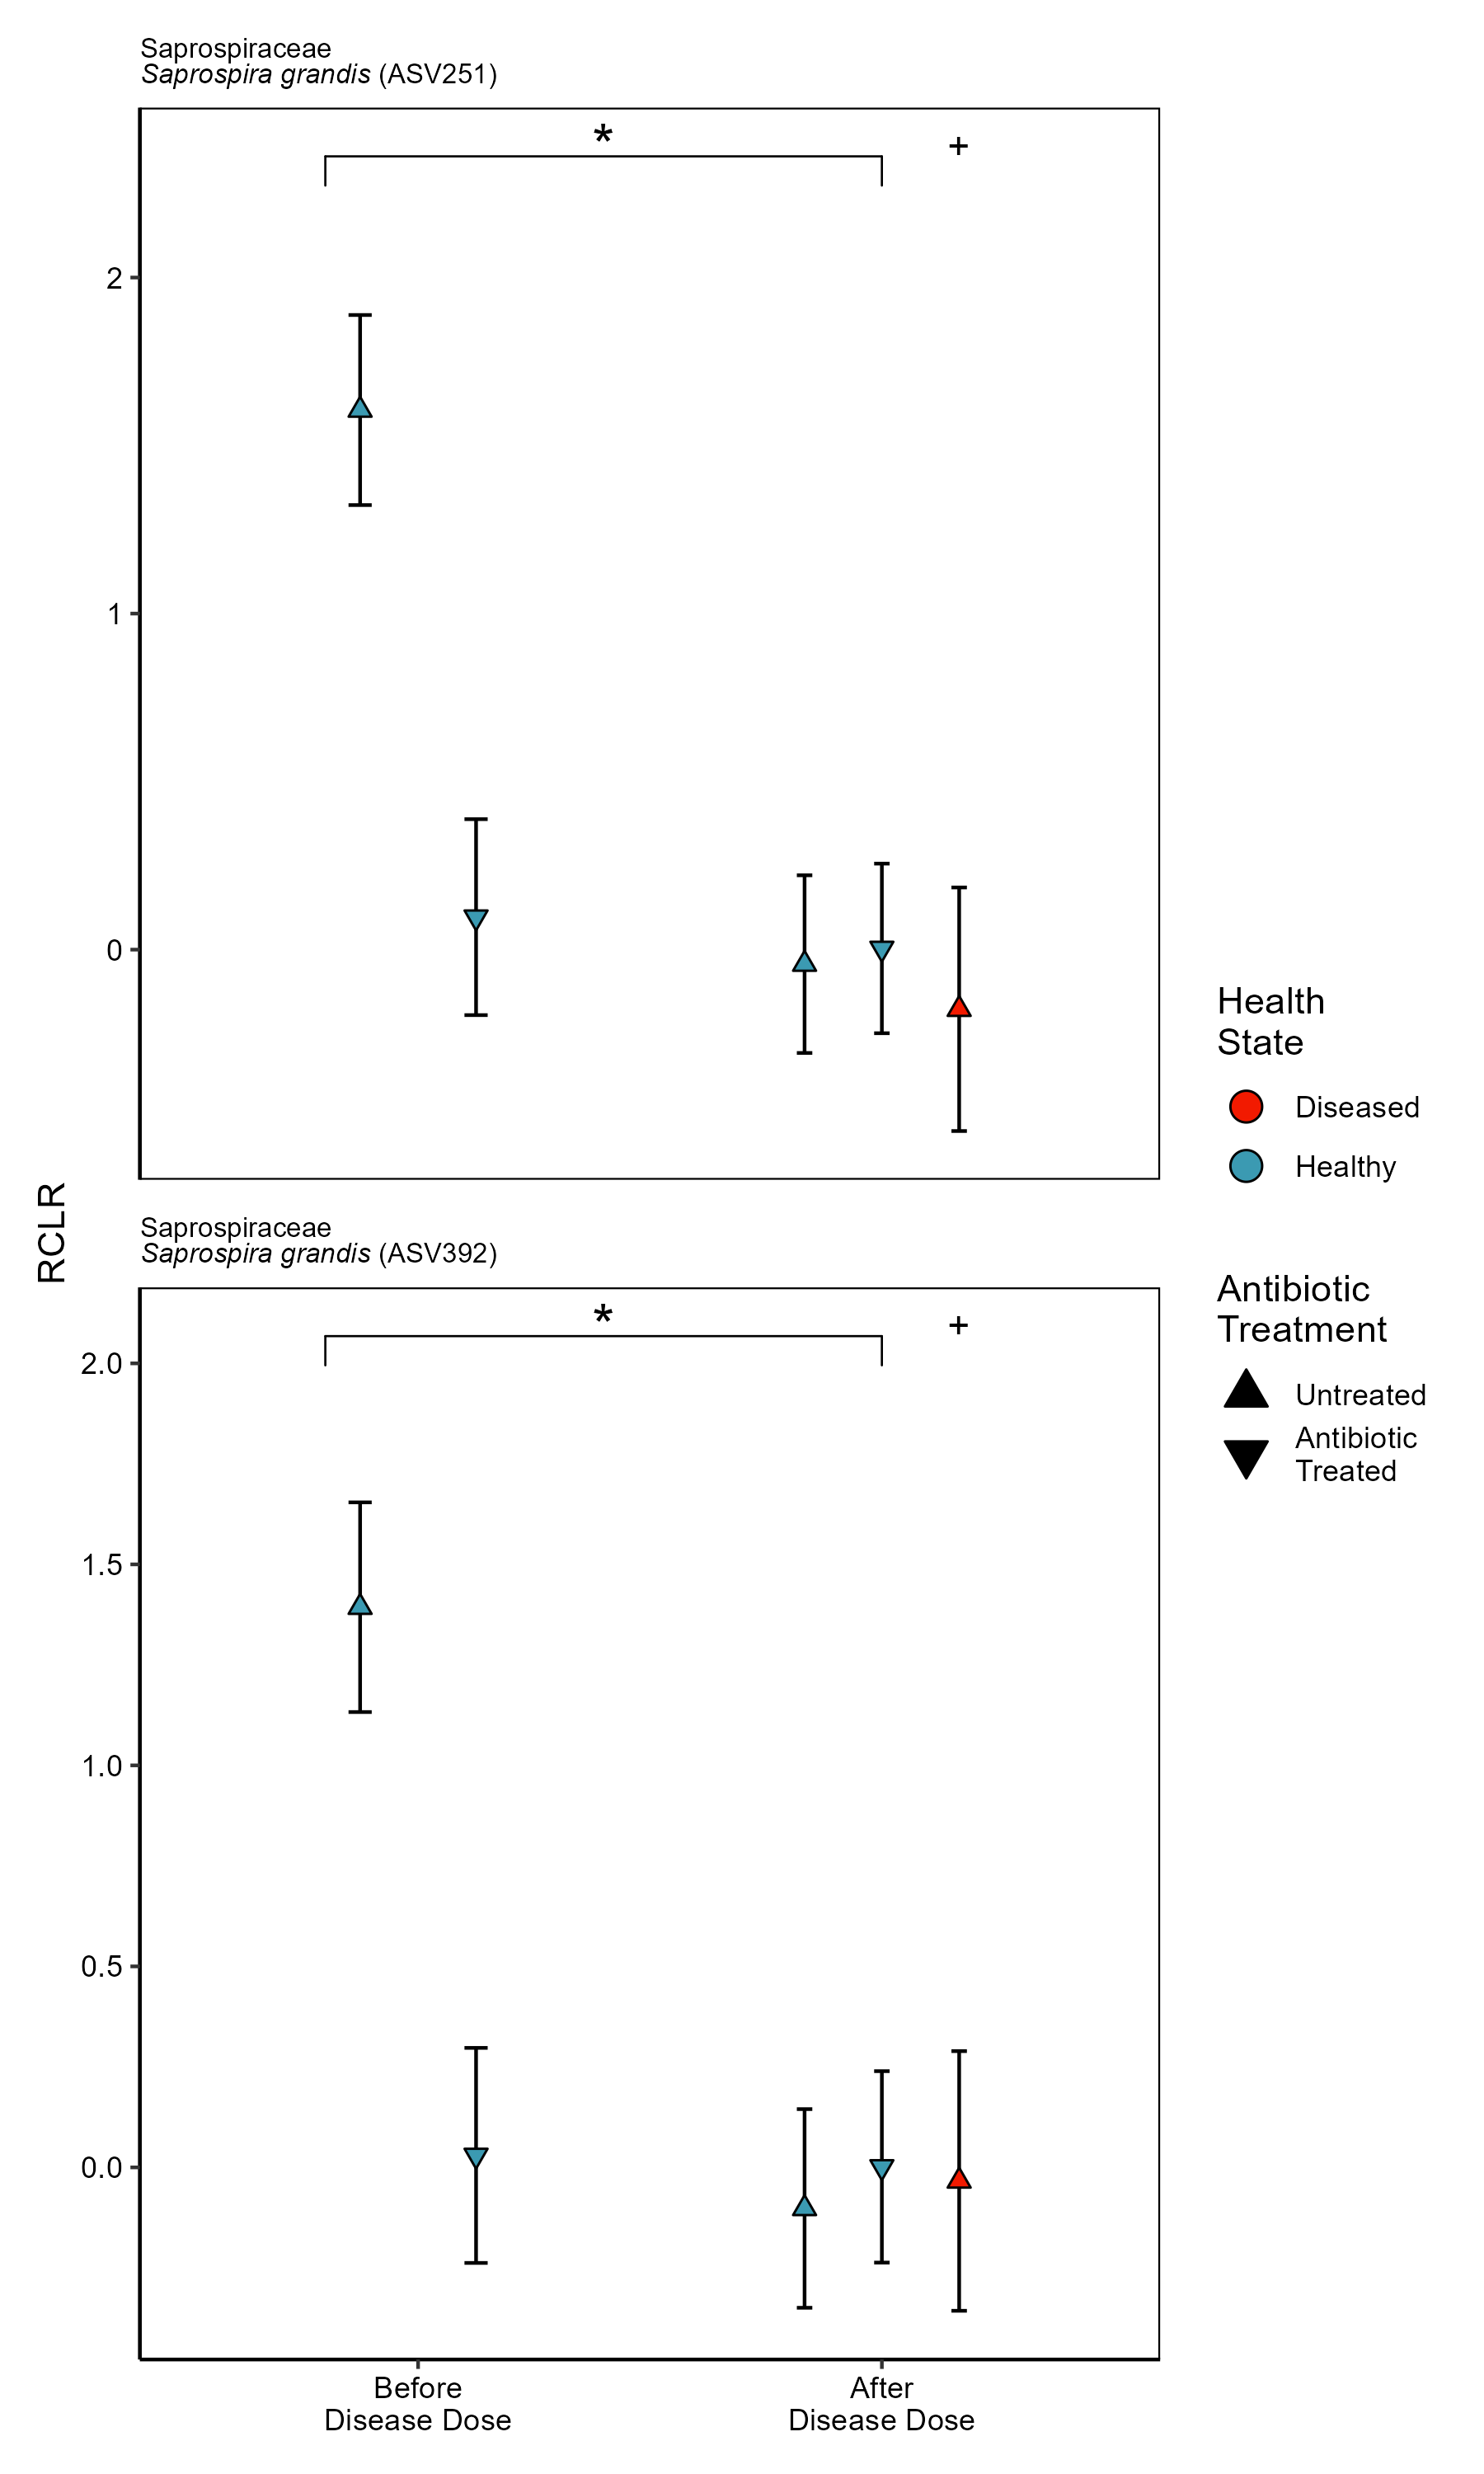 Saprospiraceae
Saprospira grandis (ASV251)
*
+
2
1
0
RCLR
Saprospiraceae
Saprospira grandis (ASV392)
*
+
2.0
1.5
1.0
0.5
0.0
Before
Disease Dose
After
Disease Dose
Health
State
Diseased
Healthy
Antibiotic
Treatment
Untreated
Antibiotic
Treated